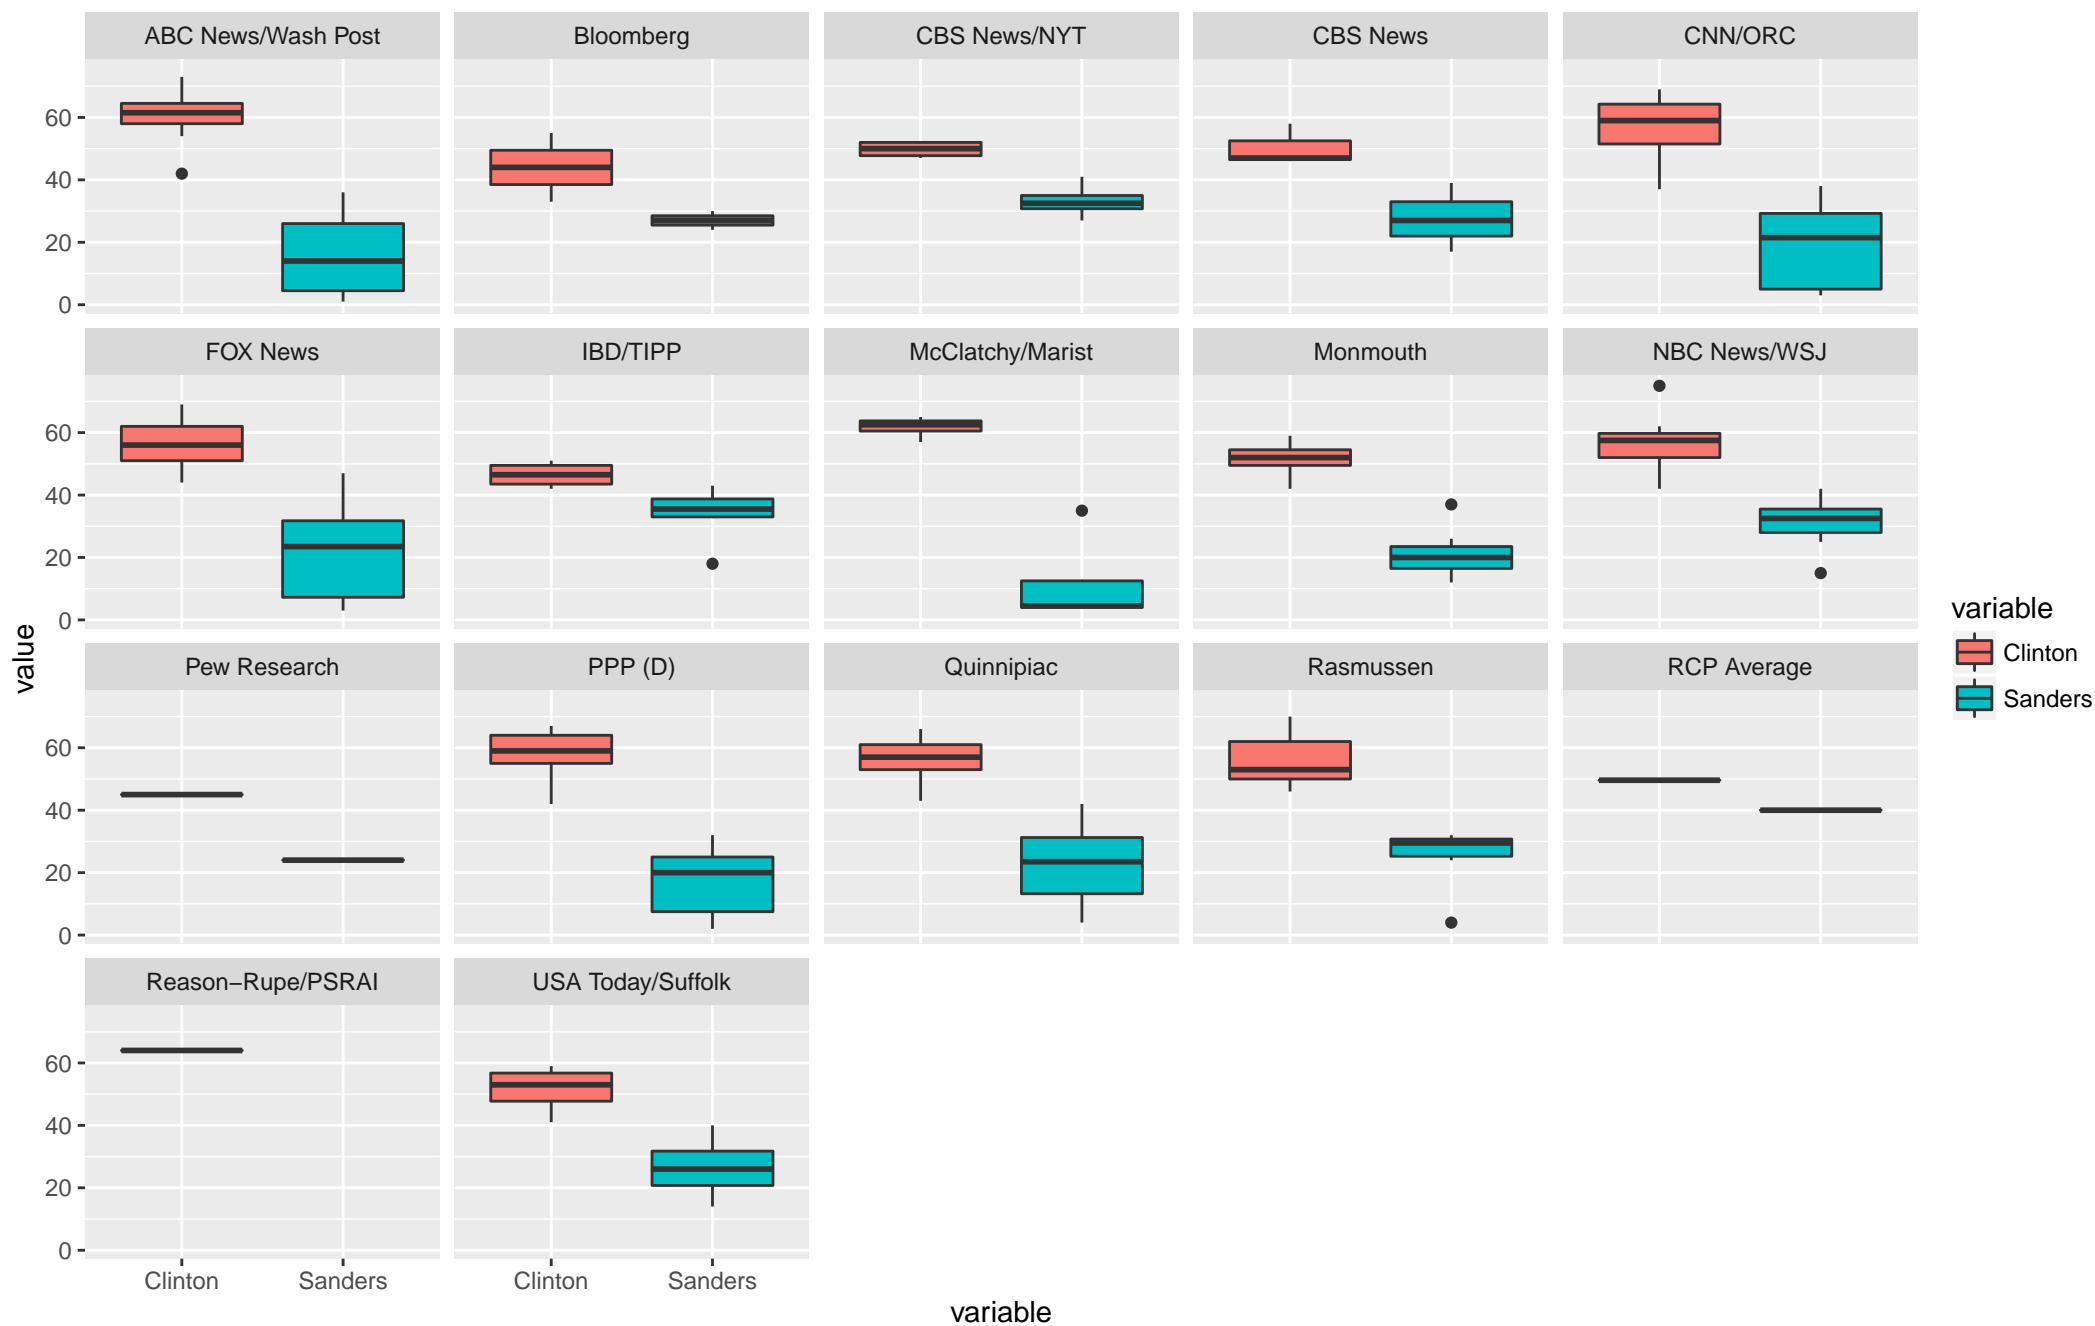 ABC News/Wash Post
Bloomberg
CBS News/NYT
CBS News
CNN/ORC
60
40
20
0
FOX News
IBD/TIPP
McClatchy/Marist
Monmouth
NBC News/WSJ
60
40
20
0
Pew Research
PPP (D)
Quinnipiac
Rasmussen
RCP Average
60
40
20
0
Reason−Rupe/PSRAI
USA Today/Suffolk
60
40
20
0
Clinton
Sanders
Clinton
Sanders
variable
value
variable
Clinton
Sanders